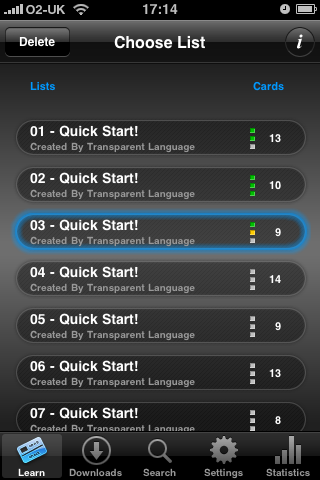 O2-UK 17:14
Delete Choose List i
Lists Cards
01 - Quick Start! 13
Created By Transparent Language
02 - Quick Start! 10
Created By Transparent Language
03 - Quick Start! 9
Created By Transparent Language
04 - Quick Start! 14
Created By Transparent Language
05 - Quick Start! 9
Created By Transparent Language
06 - Quick Start! 13
Created By Transparent Language
07 - Quick Start! 8
Created By Transparent Language
Learn Downloads Search Settings Statistics